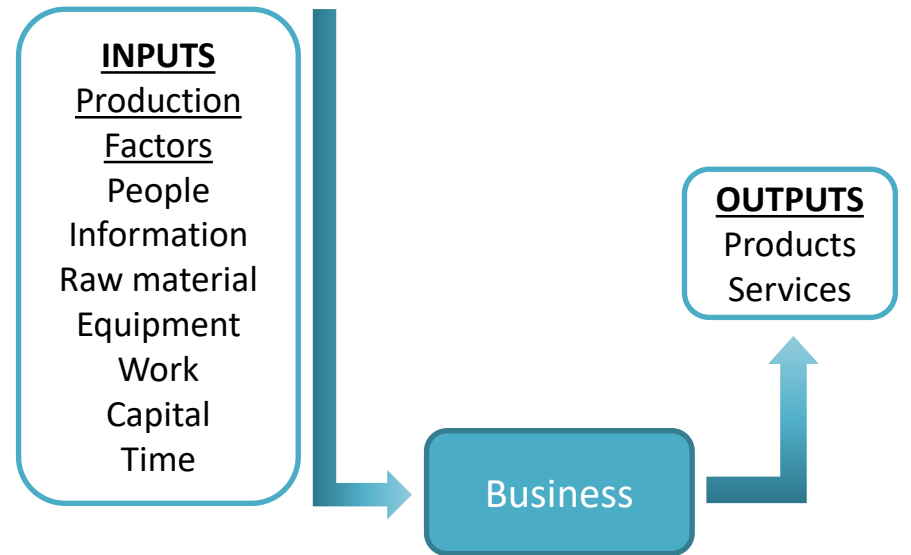 INPUTS
Production
Factors
People
Information
Raw material
Equipment
Work
Capital
Time
OUTPUTS
Products
Services
Business